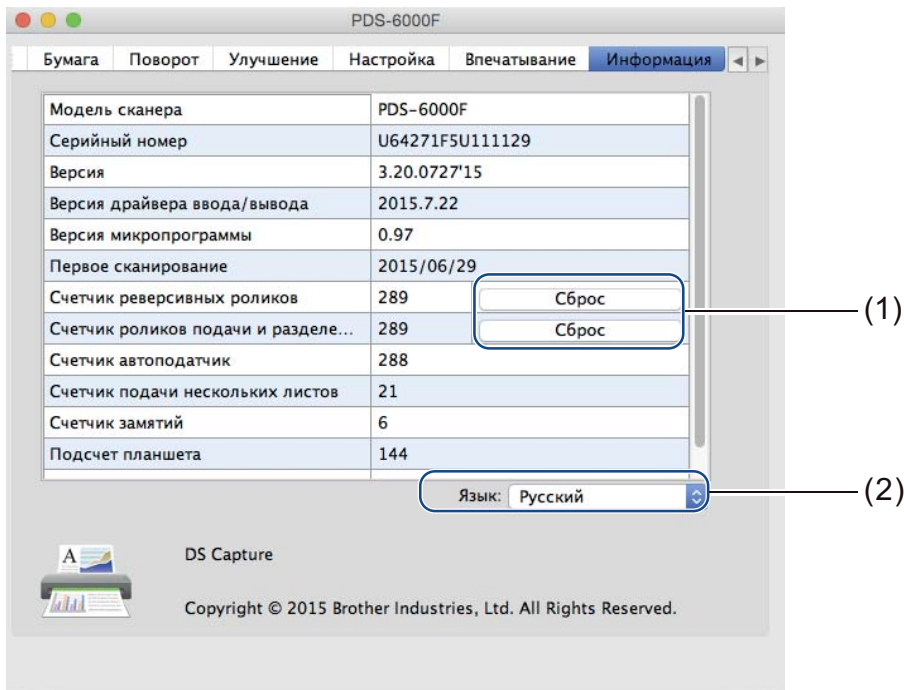 PDS-6000F
Бумага Поворот Улучшение Настройка Впечатывание Информация
Модель сканера PDS-6000F
Серийный номер U64271F5U111129
Версия 3.20.0727'15
Версия драйвера ввода/вывода 2015.7.22
Версия микропрограммы 0.97
Первое сканирование 2015/06/29
Счетчик реверсивных роликов 289 Сброс
(1)
Счетчик роликов подачи и разделе... 289 Сброс
Счетчик автоподатчик 288
Счетчик подачи нескольких листов 21
Счетчик замятий 6
Подсчет планшета 144
Язык: Русский
(2)
DS Capture
Copyright © 2015 Brother Industries, Ltd. All Rights Reserved.